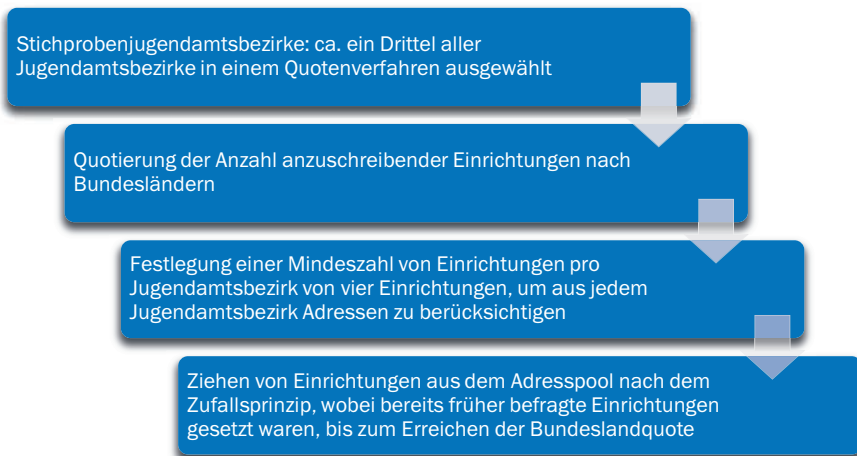 Stichprobenjugendamtsbezirke: ca. ein Drittel aller
Jugendamtsbezirke in einem Quotenverfahren ausgewählt
Quotierung der Anzahl anzuschreibender Einrichtungen nach
Bundesländern
Festlegung einer Mindeszahl von Einrichtungen pro
Jugendamtsbezirk von vier Einrichtungen, um aus jedem
Jugendamtsbezirk Adressen zu berücksichtigen
Ziehen von Einrichtungen aus dem Adresspool nach dem
Zufallsprinzip, wobei bereits früher befragte Einrichtungen
gesetzt waren, bis zum Erreichen der Bundeslandquote